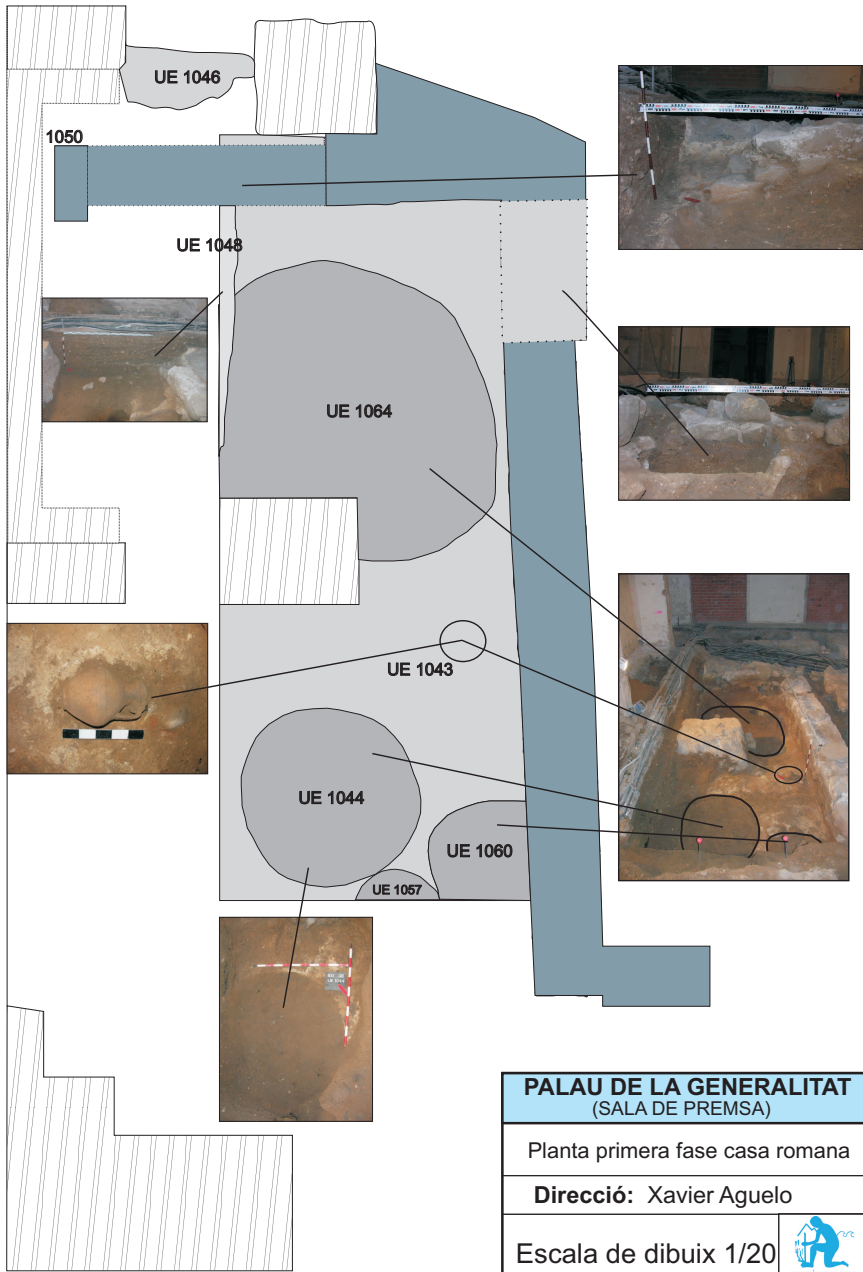 UE 1046
1050
UE 1048
UE 1064
UE 1043
UE 1044
UE 1060
UE 1057
PALAU DE LA GENERALITAT
(SALA DE PREMSA)
Planta primera fase casa romana
Direcció: Xavier Aguelo
Escala de dibuix 1/20